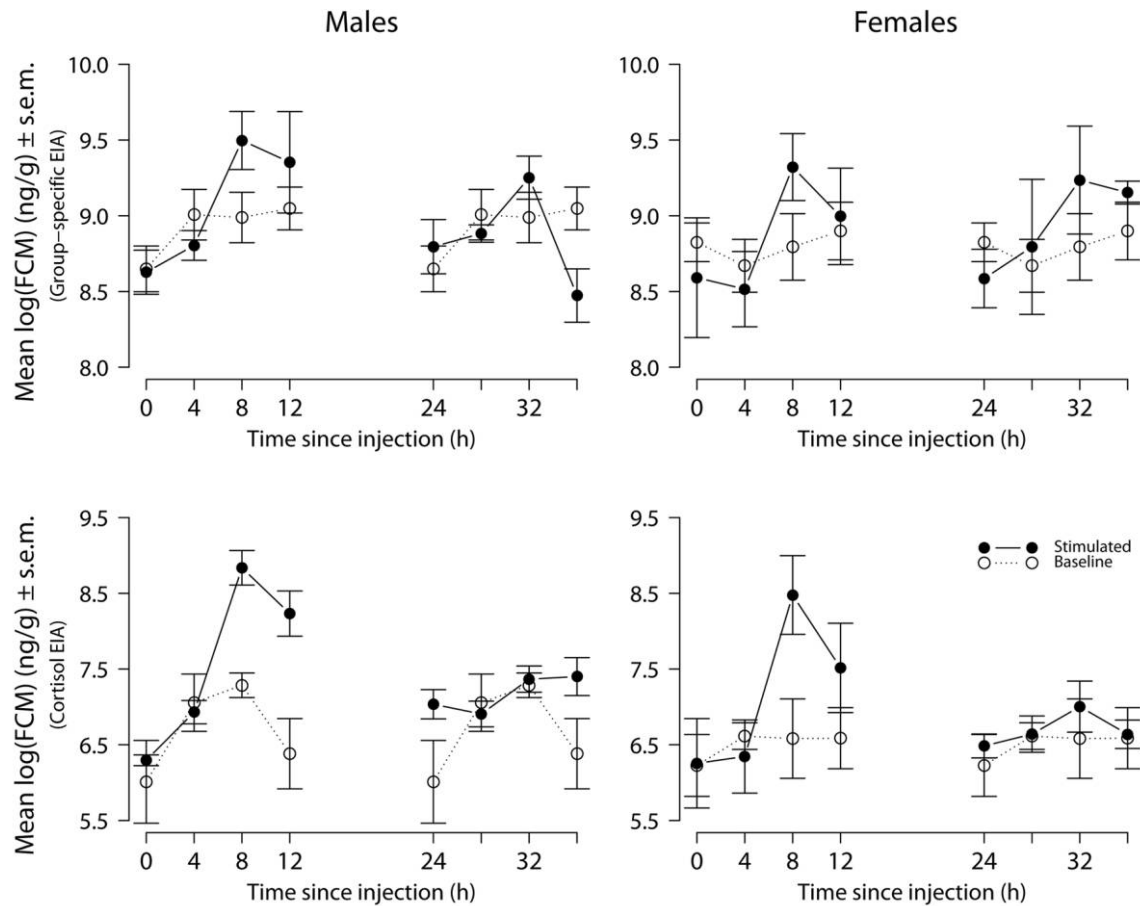 Males
Females
Mean log(FCM) (ng/g) ± s.e.m.
(Group-specific EIA)
10.0
9.5
9.0
8.5
8.0
0 4 8 12 24 32
Time since injection (h)
10.0
9.5
9.0
8.5
8.0
0 4 8 12 24 32
Time since injection (h)
Mean log(FCM) (ng/g) ± s.e.m.
(Cortisol EIA)
9.5
8.5
7.5
6.5
5.5
0 4 8 12 24 32
Time since injection (h)
9.5
8.5
7.5
6.5
5.5
Stimulated
Baseline
0 4 8 12 24 32
Time since injection (h)